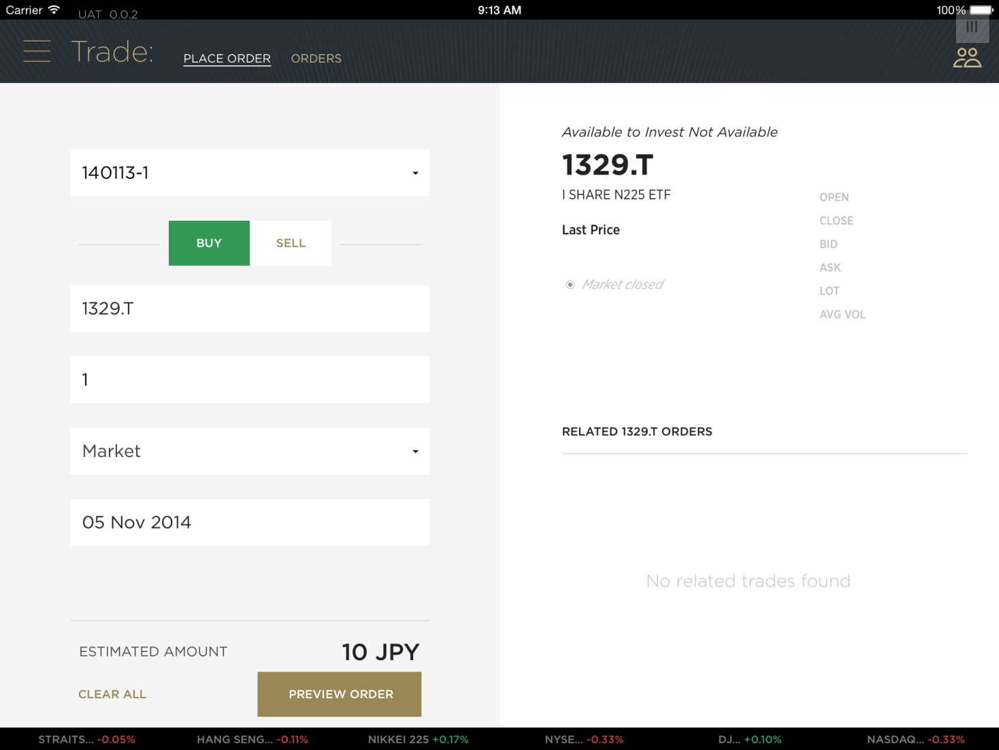 Carrier 9:13 AM 100%
UAT 0.0.2
Trade: PLACE ORDER ORDERS
140113-1
BUY SELL
1329.T
1
Market
05 Nov 2014
ESTIMATED AMOUNT 10 JPY
CLEAR ALL PREVIEW ORDER
Available to Invest Not Available
1329.T
I SHARE N225 ETF
Last Price
Market closed
OPEN
CLOSE
BID
ASK
LOT
AVG VOL
RELATED 1329.T ORDERS
No related trades found
STRAITS... -0.05% HANG SENG... -0.11% NIKKEI 225 +0.17% NYSE... -0.33% DJ... +0.10% NASDAQ... -0.33%